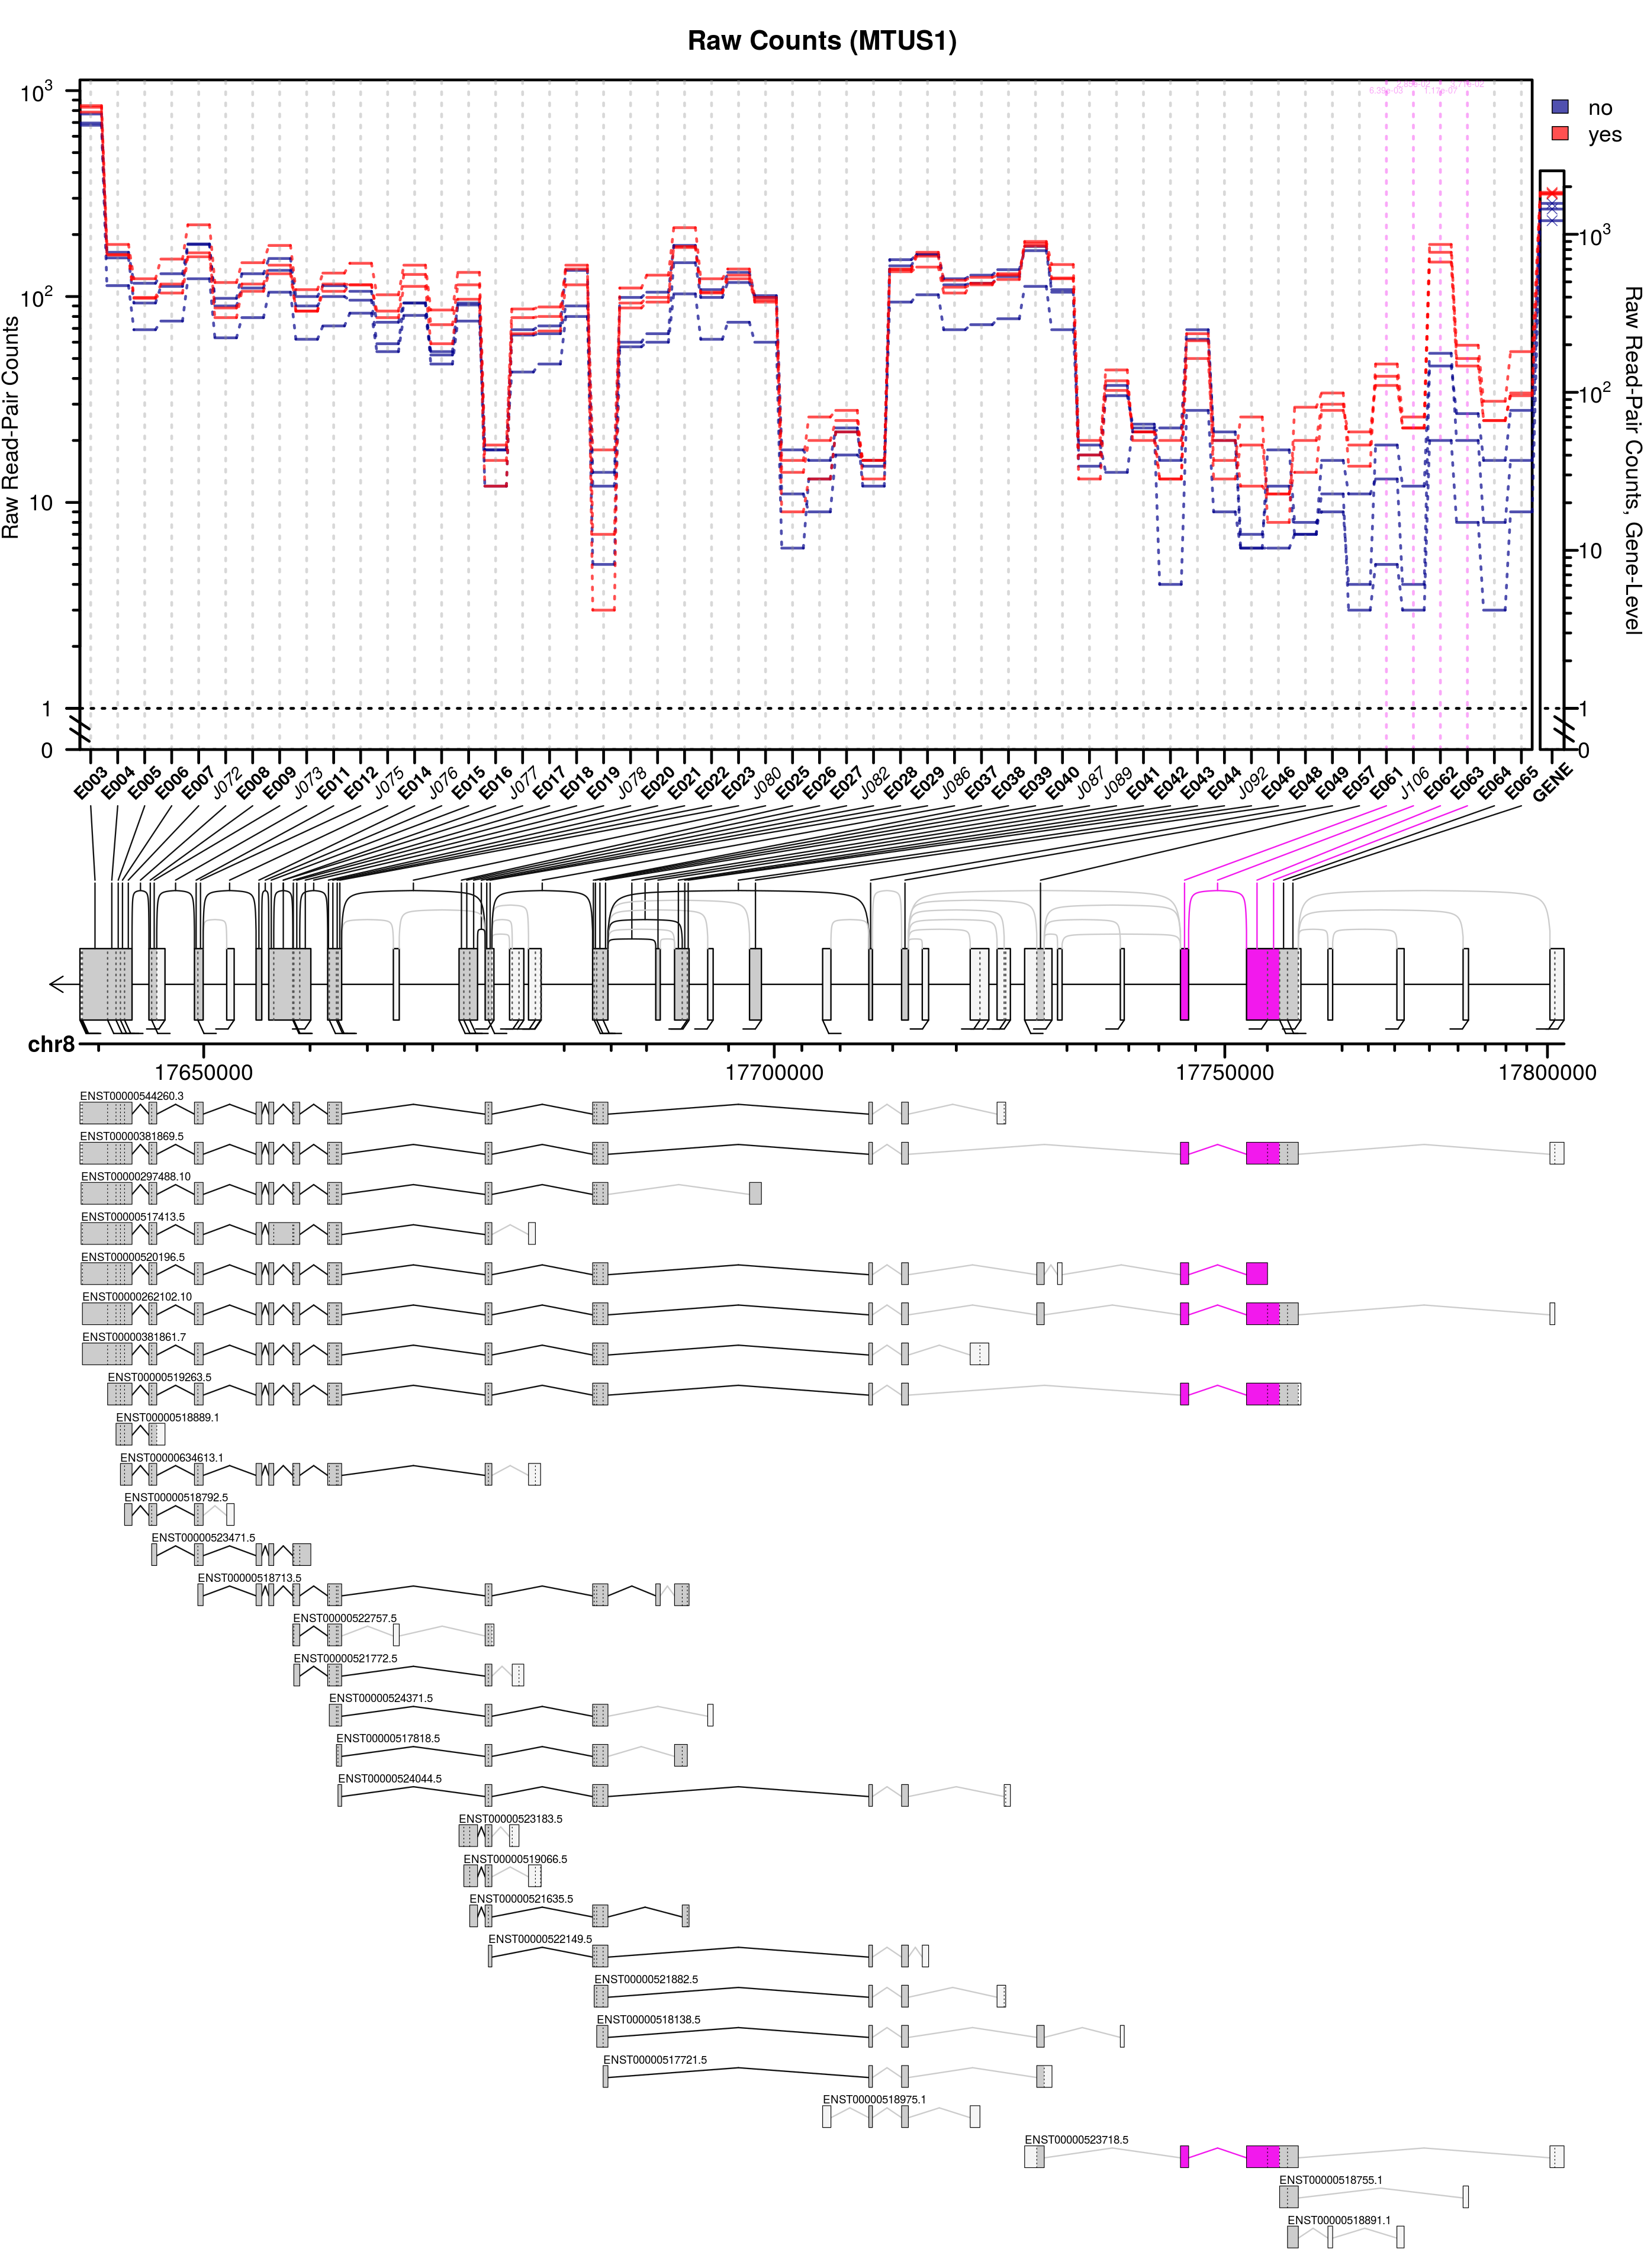 Raw Counts (MTUS1)
10³
10²
10
1
0
Raw Read-Pair Counts
no
yes
10³
10²
10
1
0
Raw Read-Pair Counts, Gene-Level
E003 E004 E005 E006 E007 J072 E008 E009 J073 E011 E012 J075 E014 J076 E015 E016 J077 E017 E018 E019 J078 E020 E021 E022 E023 J080 E025 E026 E027 J082 E028 E029 J086 E037 E038 E039 E040 J087 J089 E041 E042 E043 E044 J092 E046 E048 E049 E057 E061 J106 E062 E063 E064 E065 GENE
chr8
17650000 17700000 17750000 17800000
ENST00000544260.3
ENST00000381869.5
ENST00000297488.10
ENST00000517413.5
ENST00000520196.5
ENST00000262102.10
ENST00000381861.7
ENST00000519263.5
ENST00000518889.1
ENST00000634613.1
ENST00000518792.5
ENST00000523471.5
ENST00000518713.5
ENST00000522757.5
ENST00000521772.5
ENST00000524371.5
ENST00000517818.5
ENST00000524044.5
ENST00000523183.5
ENST00000519066.5
ENST00000521635.5
ENST00000522149.5
ENST00000521882.5
ENST00000518138.5
ENST00000517721.5
ENST00000518975.1
ENST00000523718.5
ENST00000518755.1
ENST00000518891.1